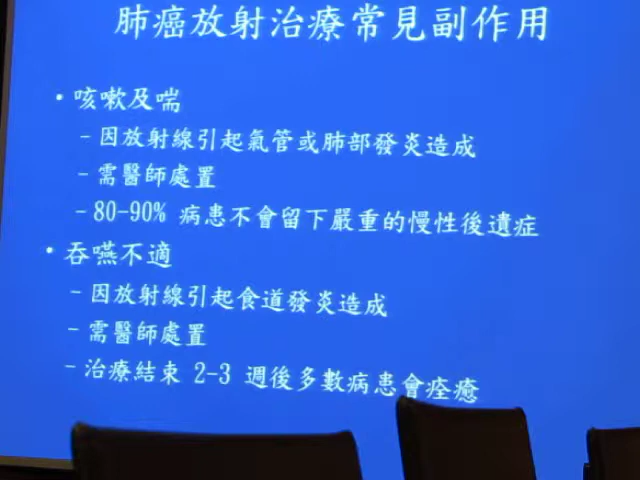 肺癌放射治療常見副作用
•咳嗽及喘
–因放射線引起氣管或肺部發炎造成
–需醫師處置
–80-90% 病患不會留下嚴重的慢性後遺症
•吞嚥不適
–因放射線引起食道發炎造成
–需醫師處置
–治療結束 2-3 週後多數病患會痊癒